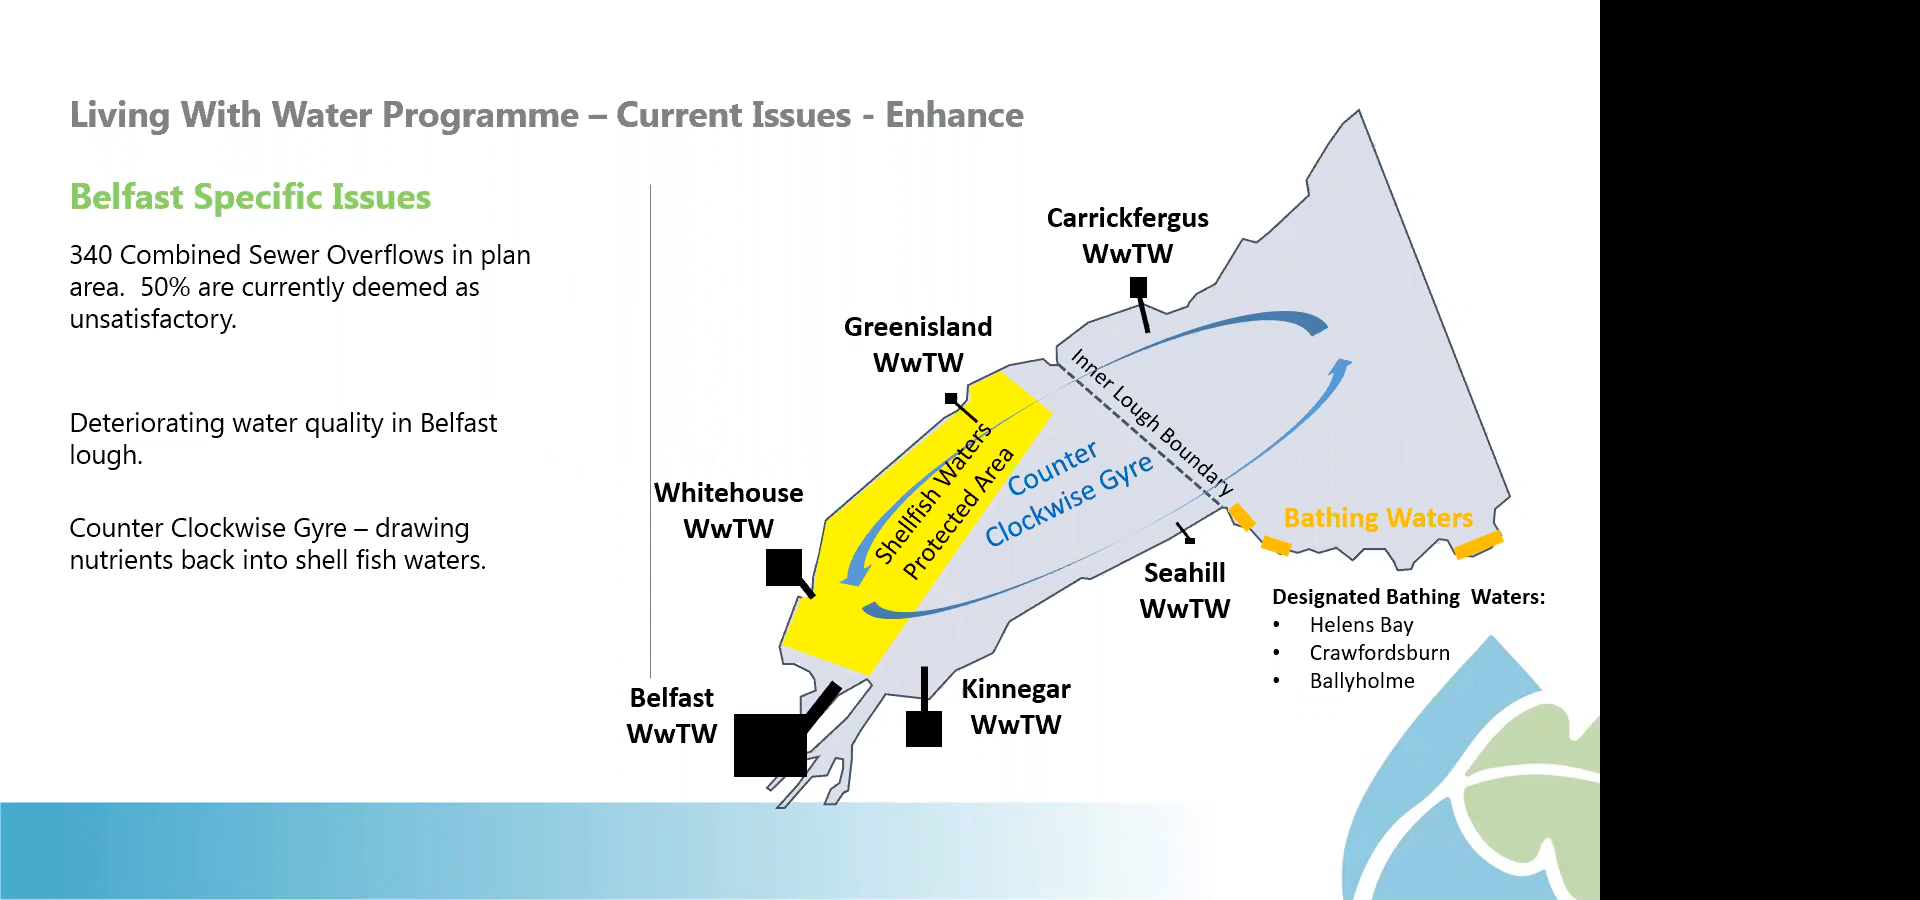 Living With Water Programme – Current Issues - Enhance
Belfast Specific Issues
340 Combined Sewer Overflows in plan
area.  50% are currently deemed as
unsatisfactory.
Deteriorating water quality in Belfast
lough.
Counter Clockwise Gyre – drawing
nutrients back into shell fish waters.
Carrickfergus
WwTW
Greenisland
WwTW
Whitehouse
WwTW
Belfast
WwTW
Kinnegar
WwTW
Seahill
WwTW
Inner Lough Boundary
Shellfish Waters
Protected Area
Counter
Clockwise Gyre
Bathing Waters
Designated Bathing  Waters:
• Helens Bay
• Crawfordsburn
• Ballyholme